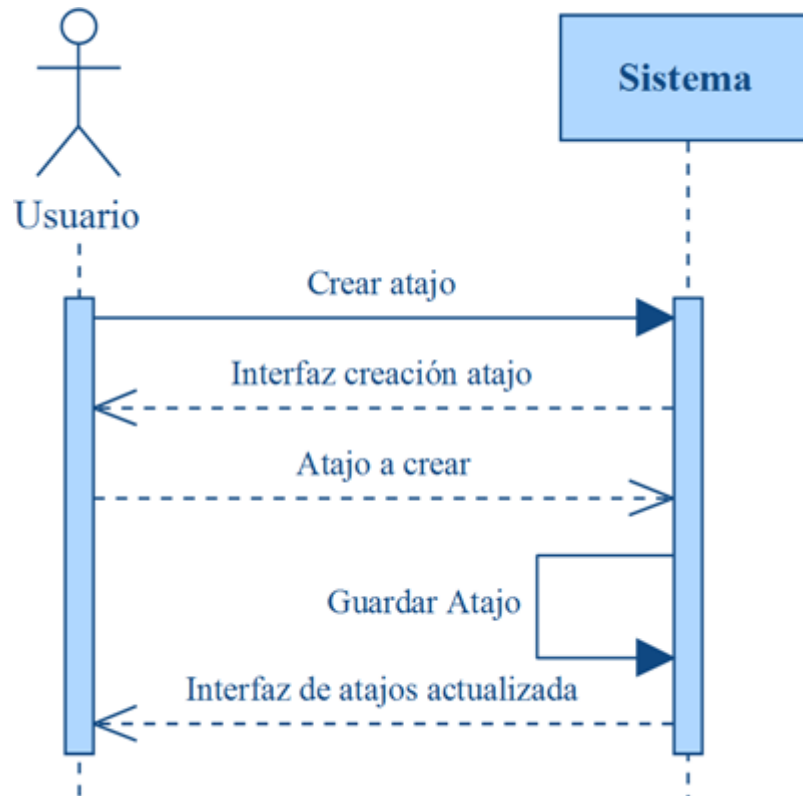 Sistema
Usuario
Crear atajo
Interfaz creación atajo
Atajo a crear
Guardar Atajo
Interfaz de atajos actualizada